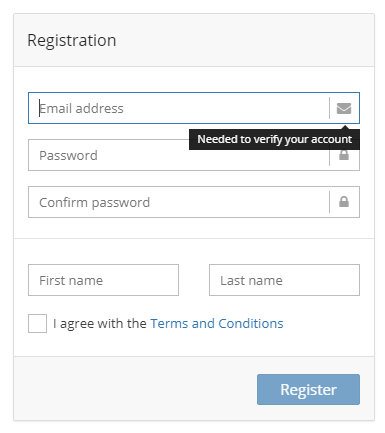 Registration
Email address
Needed to verify your account
Password
Confirm password
First name Last name
I agree with the Terms and Conditions
Register